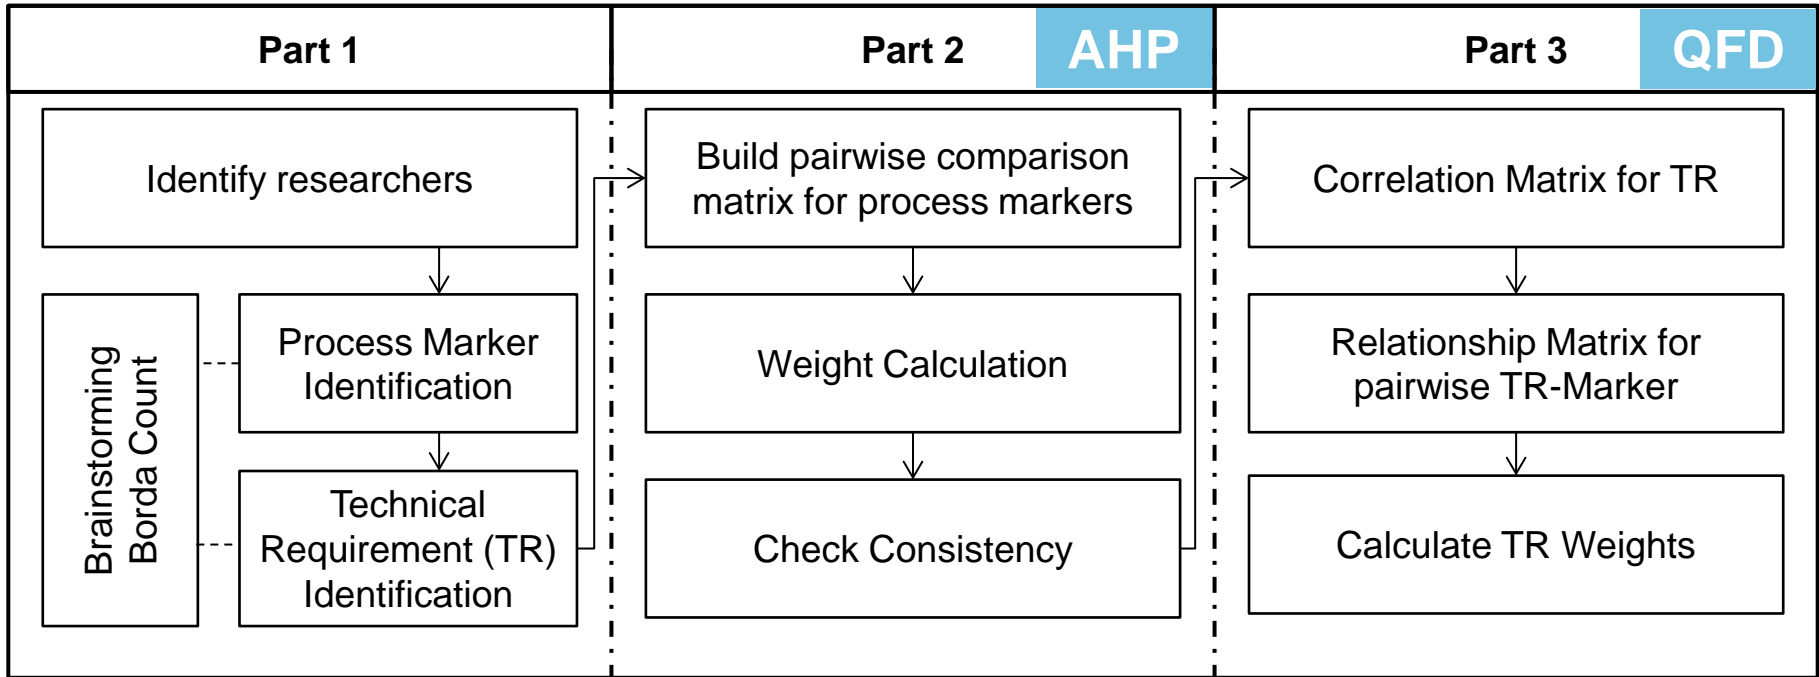 Part 1
Part 2
AHP
Part 3
QFD
Identify researchers
Brainstorming
Borda Count
Process Marker
Identification
Technical
Requirement (TR)
Identification
Build pairwise comparison
matrix for process markers
Weight Calculation
Check Consistency
Correlation Matrix for TR
Relationship Matrix for
pairwise TR-Marker
Calculate TR Weights